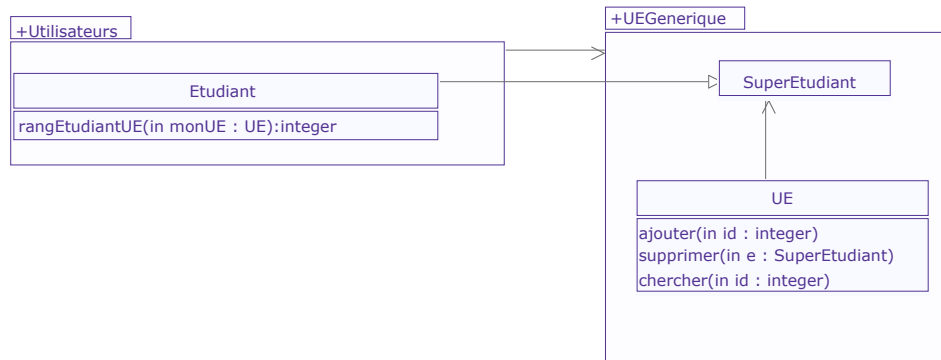 +Utilisateurs
Etudiant
rangEtudiantUE(in monUE : UE):integer
+UEGenerique
SuperEtudiant
UE
ajouter(in id : integer)
supprimer(in e : SuperEtudiant)
chercher(in id : integer)